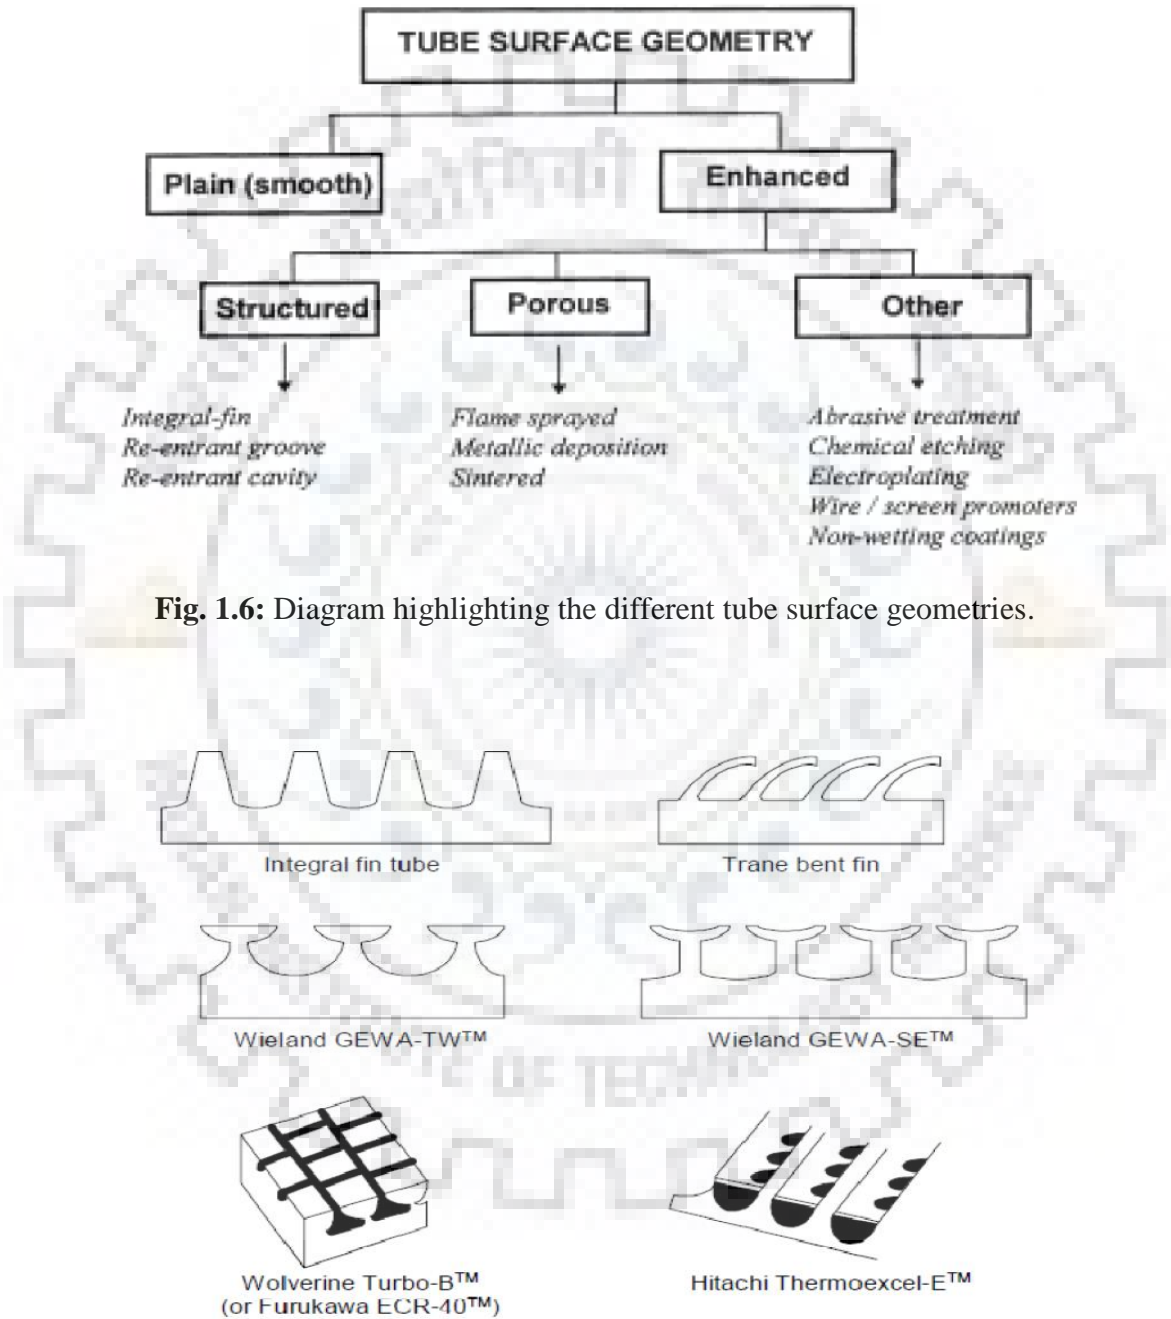 TUBE SURFACE GEOMETRY
Plain (smooth)
Enhanced
Structured
Porous
Other
Integral-fin
Re-entrant groove
Re-entrant cavity
Flame sprayed
Metallic deposition
Sintered
Abrasive treatment
Chemical etching
Electroplating
Wire / screen promoters
Non-wetting coatings
Fig. 1.6: Diagram highlighting the different tube surface geometries.
Integral fin tube
Trane bent fin
Wieland GEWA-TW™
Wieland GEWA-SE™
Wolverine Turbo-B™
(or Furukawa ECR-40™)
Hitachi Thermoexcel-E™